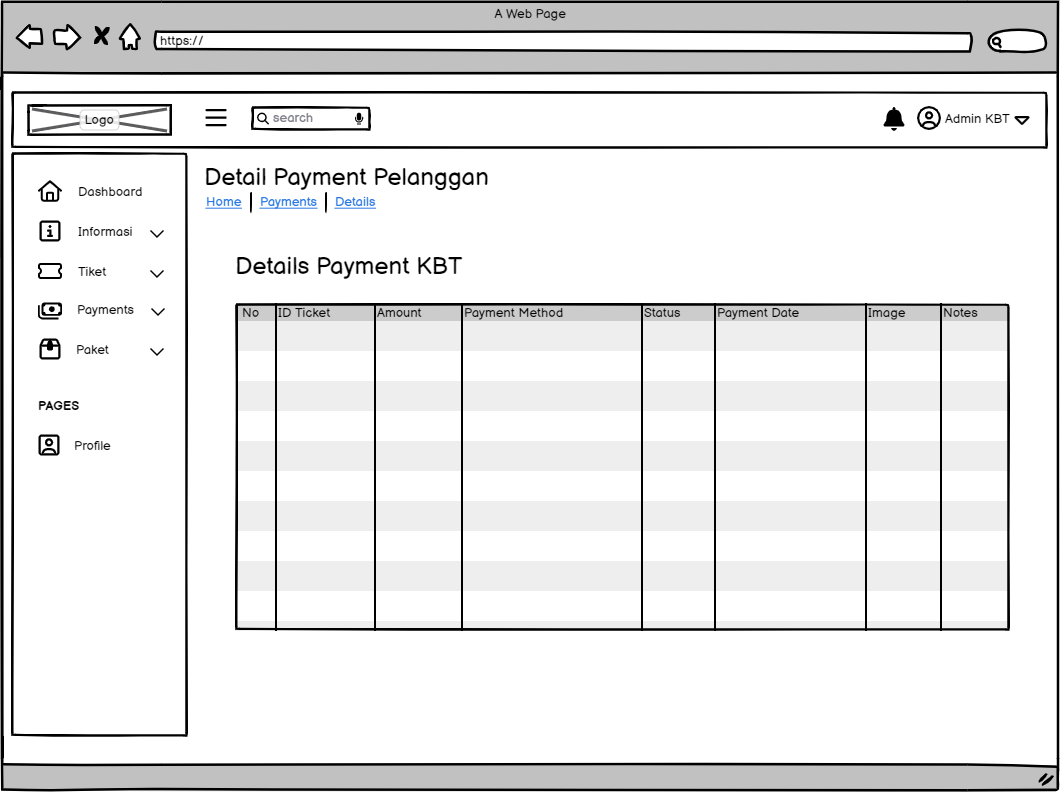 A Web Page
https://
Logo
search
Admin KBT
Dashboard
Informasi
Tiket
Payments
Paket
PAGES
Profile
Detail Payment Pelanggan
Home Payments Details
Details Payment KBT
No ID Ticket Amount Payment Method Status Payment Date Image Notes